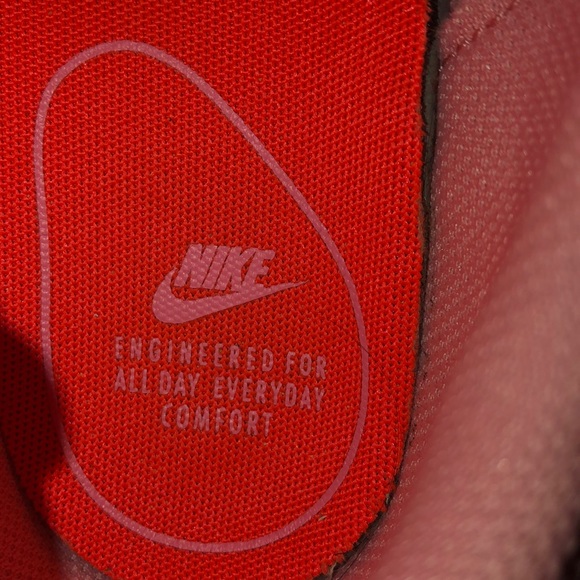 NIKE
ENGINEERED FOR
ALL DAY EVERYDAY
COMFORT